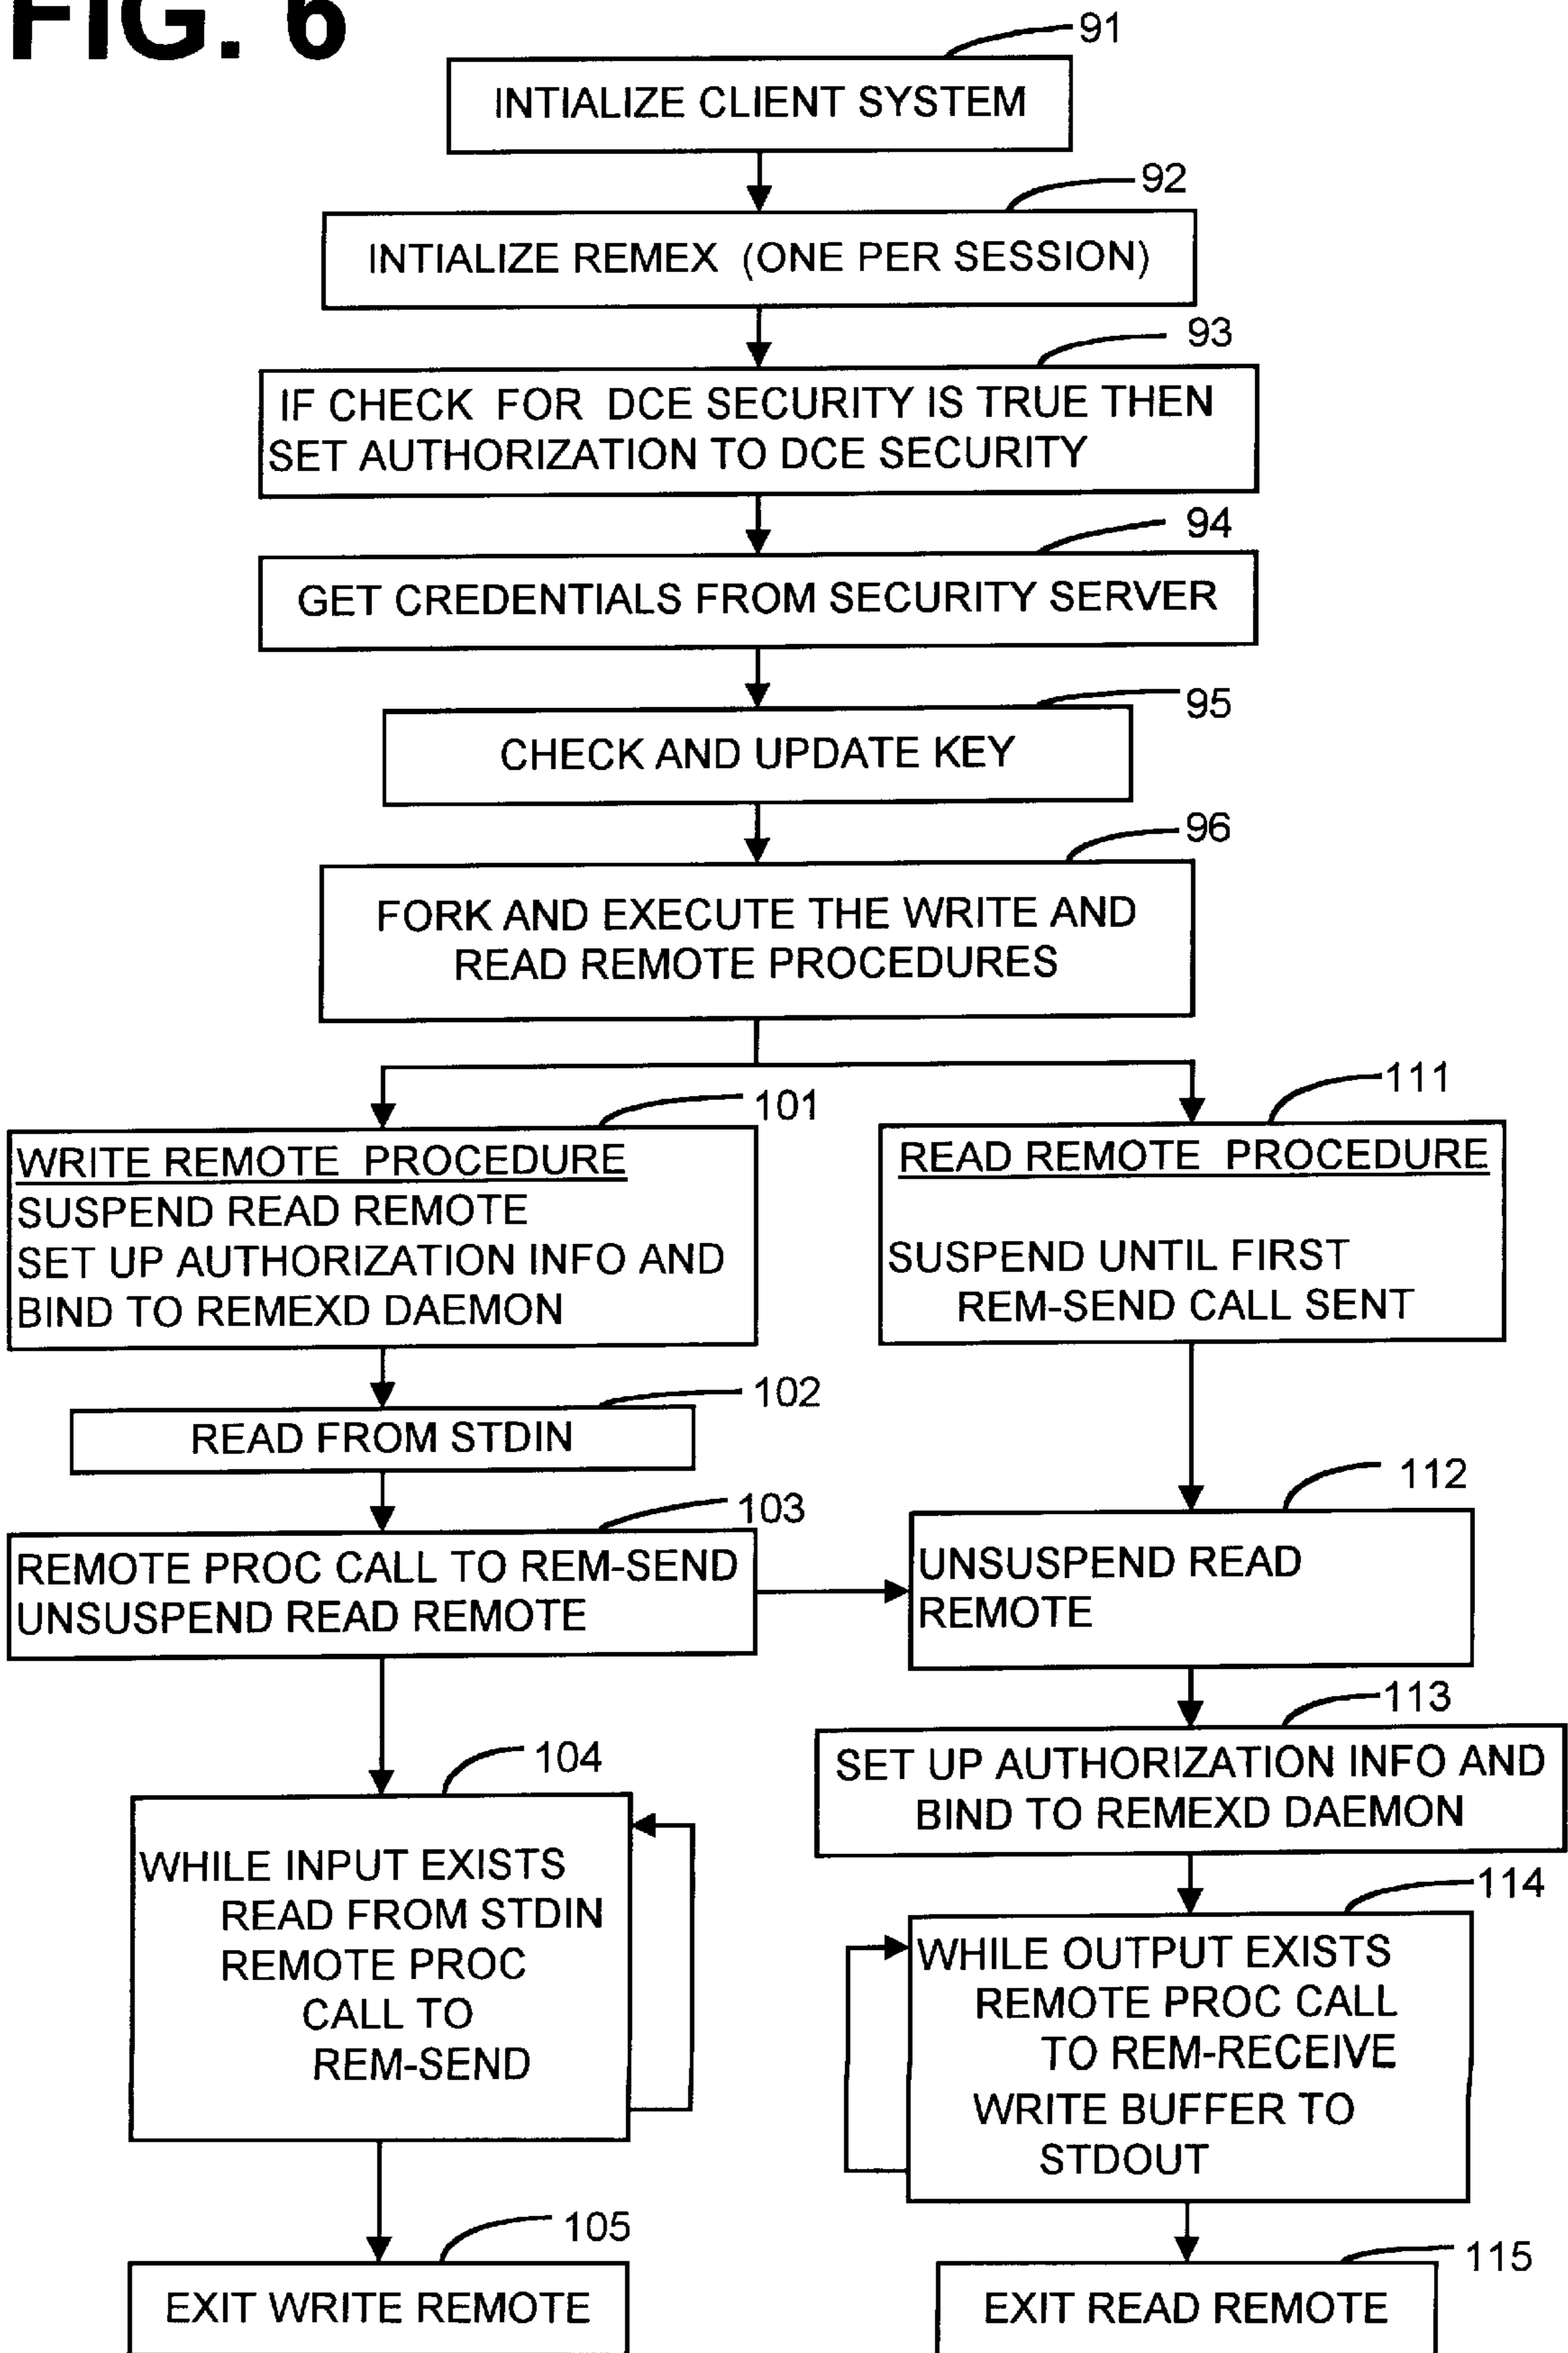 FIG. 6
91
INTIALIZE CLIENT SYSTEM
92
INTIALIZE REMEX (ONE PER SESSION)
93
IF CHECK FOR DCE SECURITY IS TRUE THEN
SET AUTHORIZATION TO DCE SECURITY
94
GET CREDENTIALS FROM SECURITY SERVER
95
CHECK AND UPDATE KEY
96
FORK AND EXECUTE THE WRITE AND
READ REMOTE PROCEDURES
101
WRITE REMOTE PROCEDURE
SUSPEND READ REMOTE
SET UP AUTHORIZATION INFO AND
BIND TO REMEXD DAEMON
102
READ FROM STDIN
103
REMOTE PROC CALL TO REM-SEND
UNSUSPEND READ REMOTE
104
WHILE INPUT EXISTS
READ FROM STDIN
REMOTE PROC
CALL TO
REM-SEND
105
EXIT WRITE REMOTE
111
READ REMOTE PROCEDURE
SUSPEND UNTIL FIRST
REM-SEND CALL SENT
112
UNSUSPEND READ
REMOTE
113
SET UP AUTHORIZATION INFO AND
BIND TO REMEXD DAEMON
114
WHILE OUTPUT EXISTS
REMOTE PROC CALL
TO REM-RECEIVE
WRITE BUFFER TO
STDOUT
115
EXIT READ REMOTE